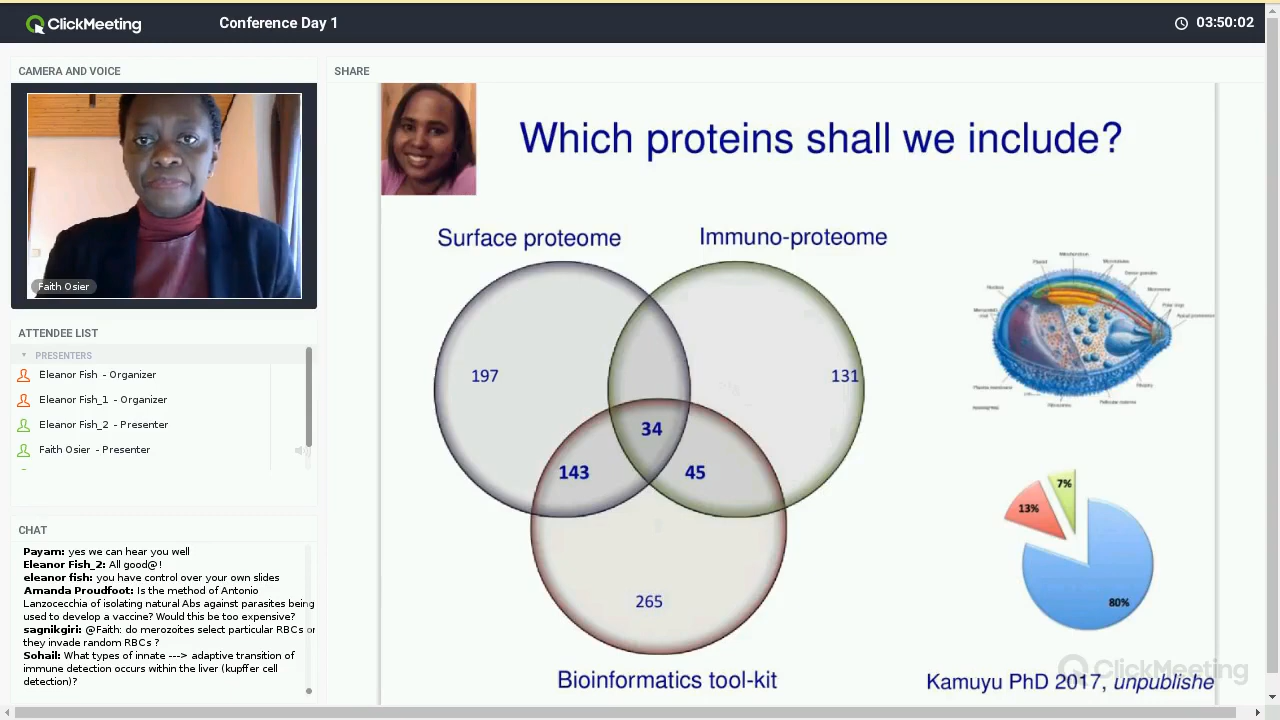 ClickMeeting
Conference Day 1
03:50:02
CAMERA AND VOICE
Faith Osier
ATTENDEE LIST
PRESENTERS
Eleanor Fish - Organizer
Eleanor Fish_1 - Organizer
Eleanor Fish_2 - Presenter
Faith Osier - Presenter
CHAT
Payam: yes we can hear you well
Eleanor Fish_2: All good@!
eleanor fish: you have control over your own slides
Amanda Proudfoot: Is the method of Antonio
Lanzocecchia of isolating natural Abs against parasites being
used to develop a vaccine? Would this be too expensive?
sagnikgiri: @Faith: do merozoites select particular RBCs or
they invade random RBCs ?
Sohail: What types of innate ---> adaptive transition of
immune detection occurs within the liver (kupffer cell
detection)?
SHARE
Which proteins shall we include?
Surface proteome
Immuno-proteome
197
131
34
143
45
265
Bioinformatics tool-kit
7%
13%
80%
ClickMeeting
Kamuyu PhD 2017, unpublishe